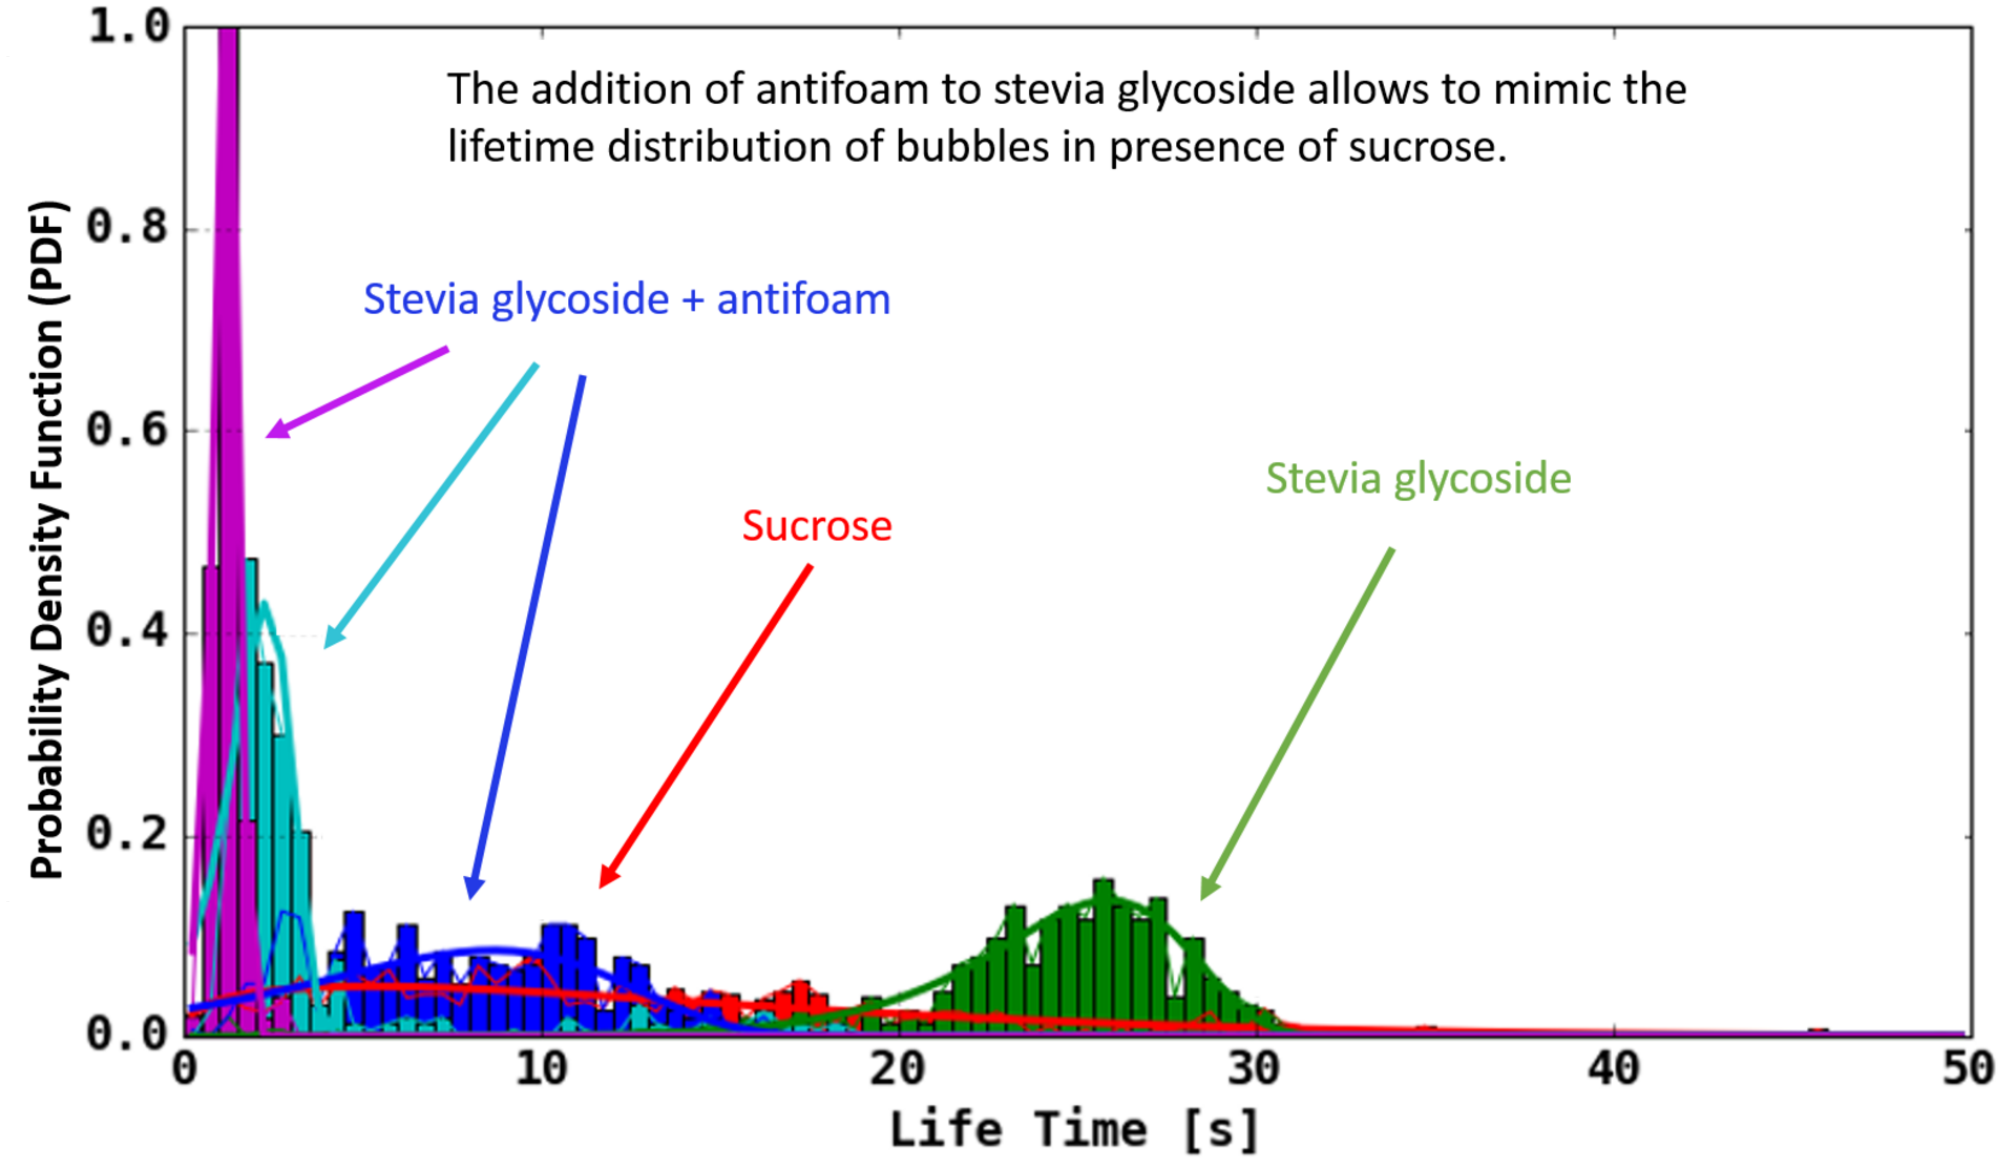 1.0
The addition of antifoam to stevia glycoside allows to mimic the
lifetime distribution of bubbles in presence of sucrose.
0.8
Stevia glycoside + antifoam
0.6
Stevia glycoside
Sucrose
0.4
0.2
0.0
Probability Density Function (PDF)
0 10 20 30 40 50
Life Time [s]